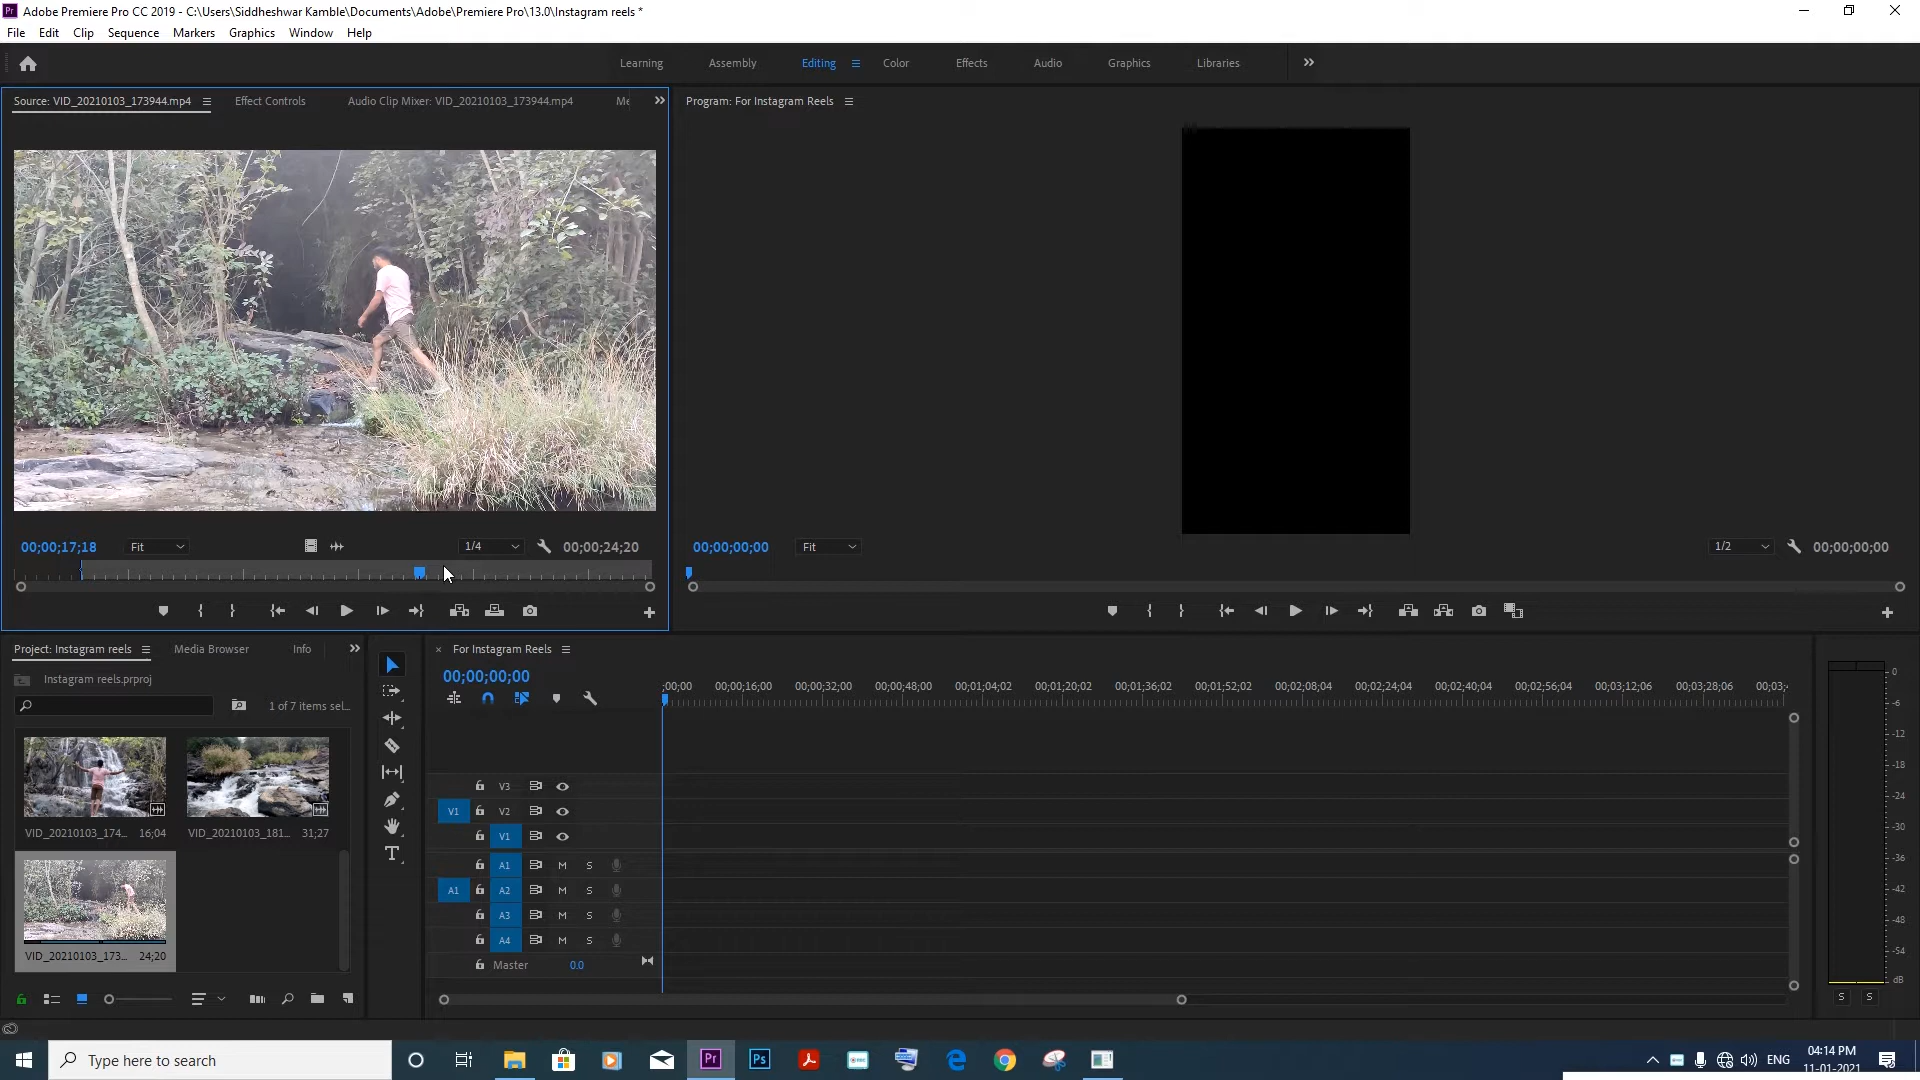 Adobe Premiere Pro CC 2019 - C:\Users\Siddheshwar Kamble\Documents\Adobe\Premiere Pro\13.0\Instagram reels *
File Edit Clip Sequence Markers Graphics Window Help
Learning Assembly Editing Color Effects Audio Graphics Libraries
Source: VID_20210103_173944.mp4 Effect Controls Audio Clip Mixer: VID_20210103_173944.mp4 Me
Program: For Instagram Reels
00;00;17;18 Fit 1/4 00;00;24;20
00;00;00;00 Fit 1/2 00;00;00;00
Project: Instagram reels Media Browser Info
Instagram reels.prproj
1 of 7 items sel...
VID_20210103_174... 16;04
VID_20210103_181... 31;27
VID_20210103_173... 24;20
For Instagram Reels
00;00;00;00
;00;00 00;00;16;00 00;00;32;00 00;00;48;00 00;01;04;02 00;01;20;02 00;01;36;02 00;01;52;02 00;02;08;04 00;02;24;04 00;02;40;04 00;02;56;04 00;03;12;06 00;03;28;06 00;03;
V3
V1 V2
V1
A1 M S
A1 A2 M S
A3 M S
A4 M S
Master 0.0
0
-6
-12
-18
-24
-30
-36
-42
-48
-54
dB
S S
Type here to search
Pr Ps
ENG
04:14 PM
11-01-2021